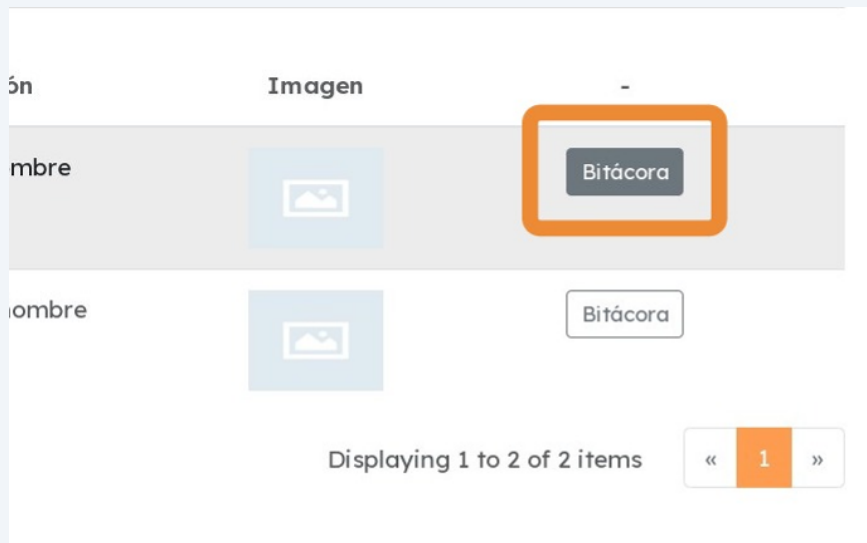 ón Imagen -
mbre Bitácora
ombre Bitácora
Displaying 1 to 2 of 2 items « 1 »